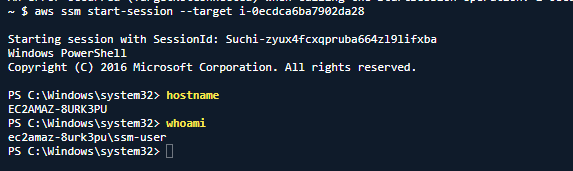 ~ $ aws ssm start-session --target i-0ecdca6ba7902da28
Starting session with SessionId: Suchi-zyux4fcxqpruba664zl9lifxba
Windows PowerShell
Copyright (C) 2016 Microsoft Corporation. All rights reserved.
PS C:\Windows\system32> hostname
EC2AMAZ-8URK3PU
PS C:\Windows\system32> whoami
ec2amaz-8urk3pu\ssm-user
PS C:\Windows\system32>